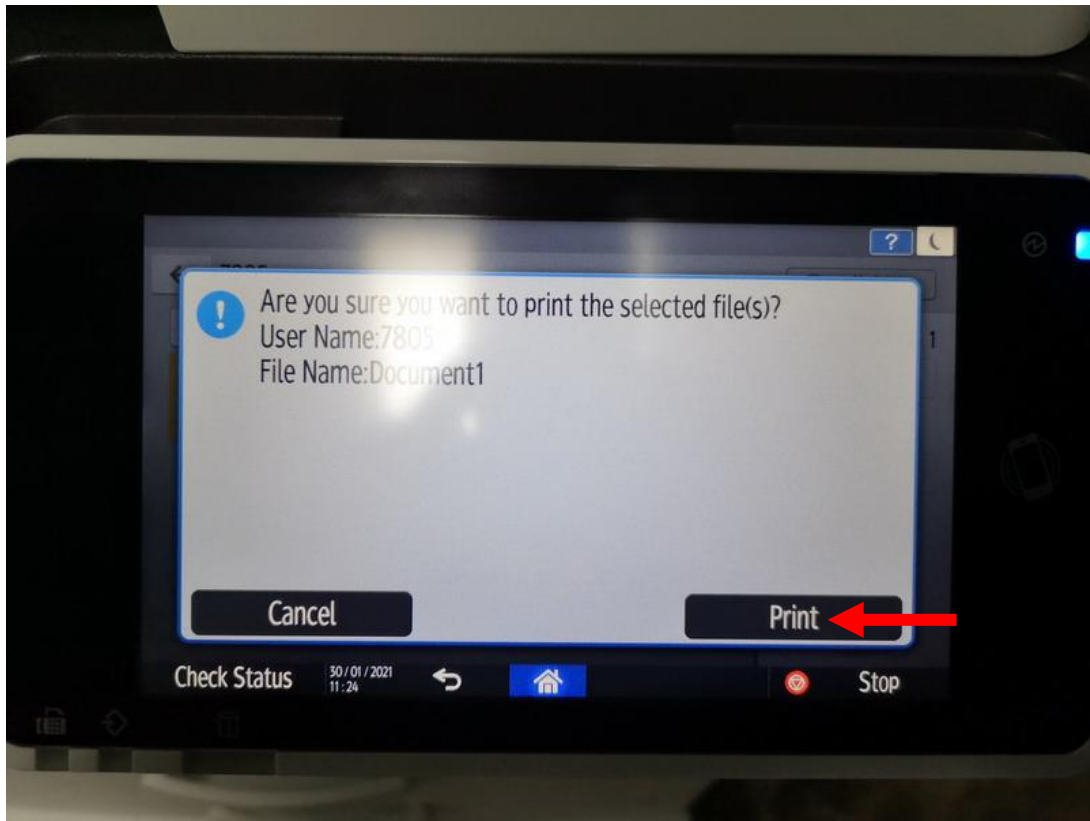 ?
Are you sure you want to print the selected file(s)?
User Name:7805
File Name:Document1
1
Cancel
Print
Check Status
30/01/2021
11:24
Stop